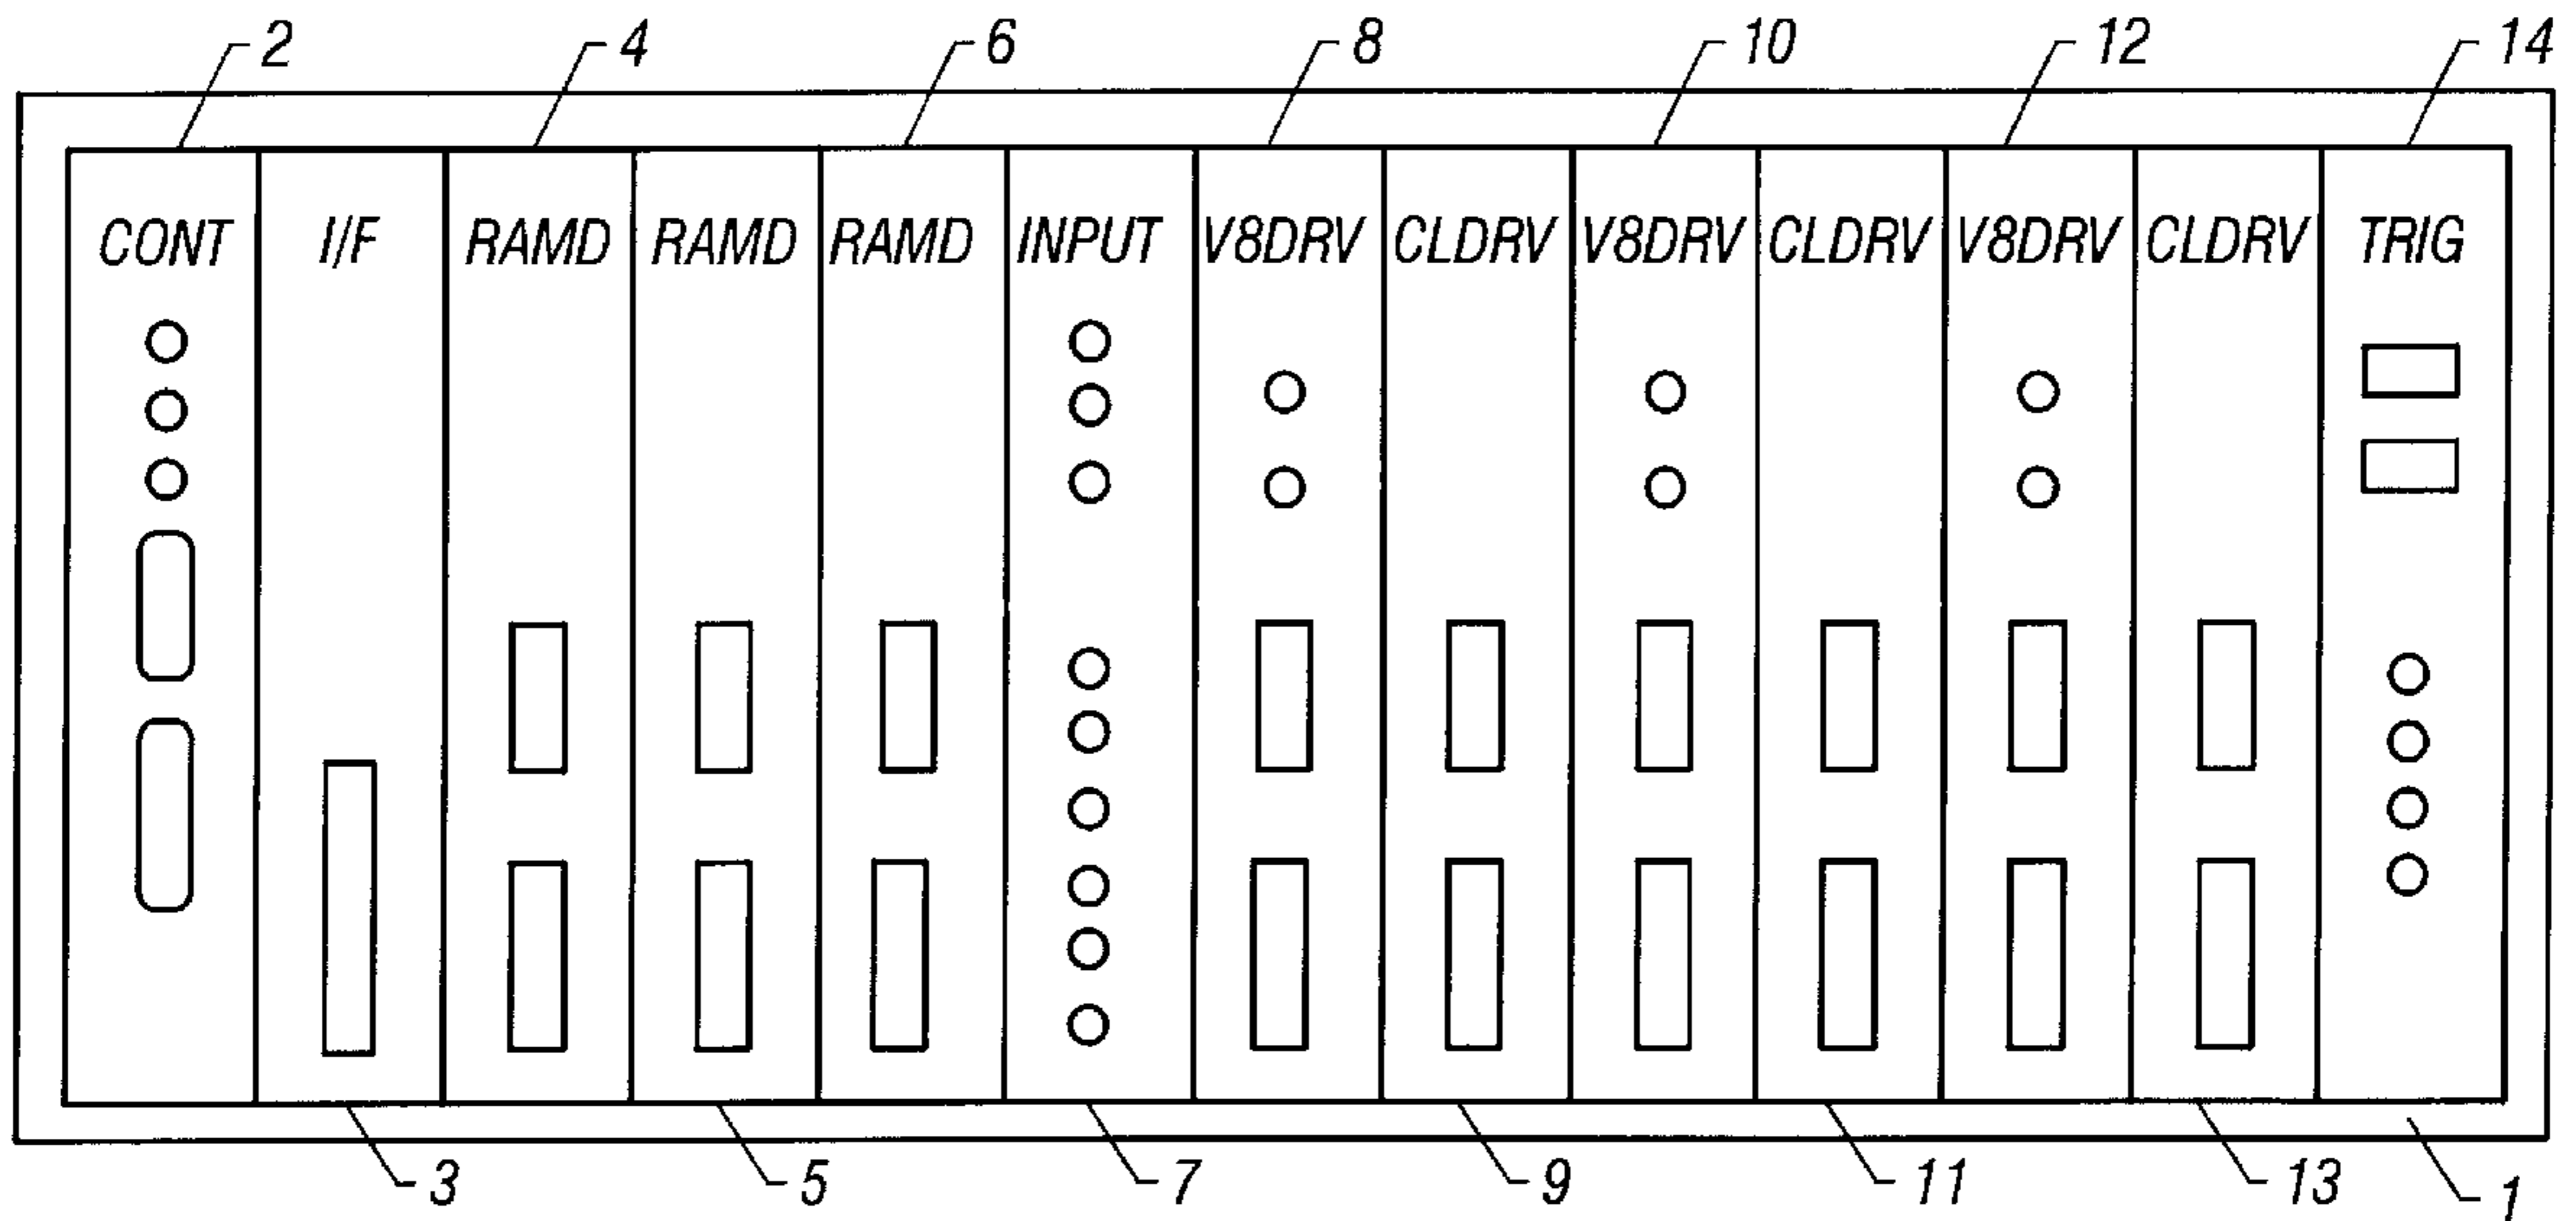 2 4 6 8 10 12 14
CONT I/F RAMD RAMD RAMD INPUT V8DRV CLDRV V8DRV CLDRV V8DRV CLDRV TRIG
3 5 7 9 11 13 1